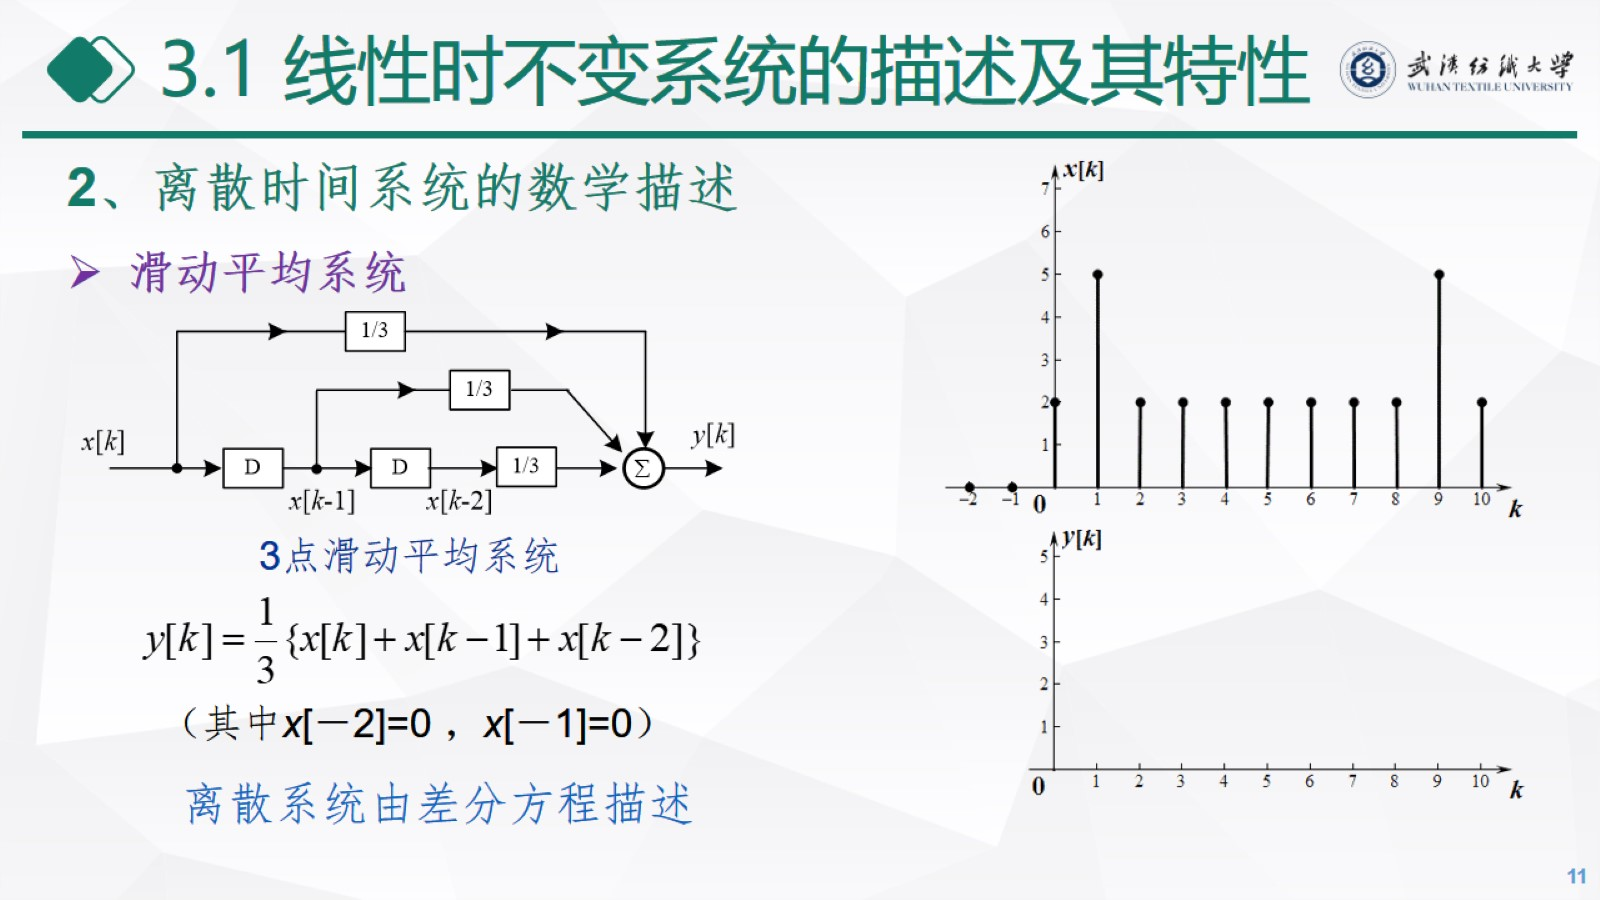 3.1 线性时不变系统的描述及其特性
武汉纺织大学
WUHAN TEXTILE UNIVERSITY
2、离散时间系统的数学描述
➢ 滑动平均系统
1/3
1/3
x[k]
D
D
1/3
Σ
y[k]
x[k-1]
x[k-2]
3点滑动平均系统
y[k] = 1/3 {x[k] + x[k − 1] + x[k − 2]}
（其中x[－2]=0 ，x[－1]=0）
离散系统由差分方程描述
x[k]
7
6
5
4
3
2
1
−2 −1 0 1 2 3 4 5 6 7 8 9 10 k
y[k]
5
4
3
2
1
0 1 2 3 4 5 6 7 8 9 10 k
11